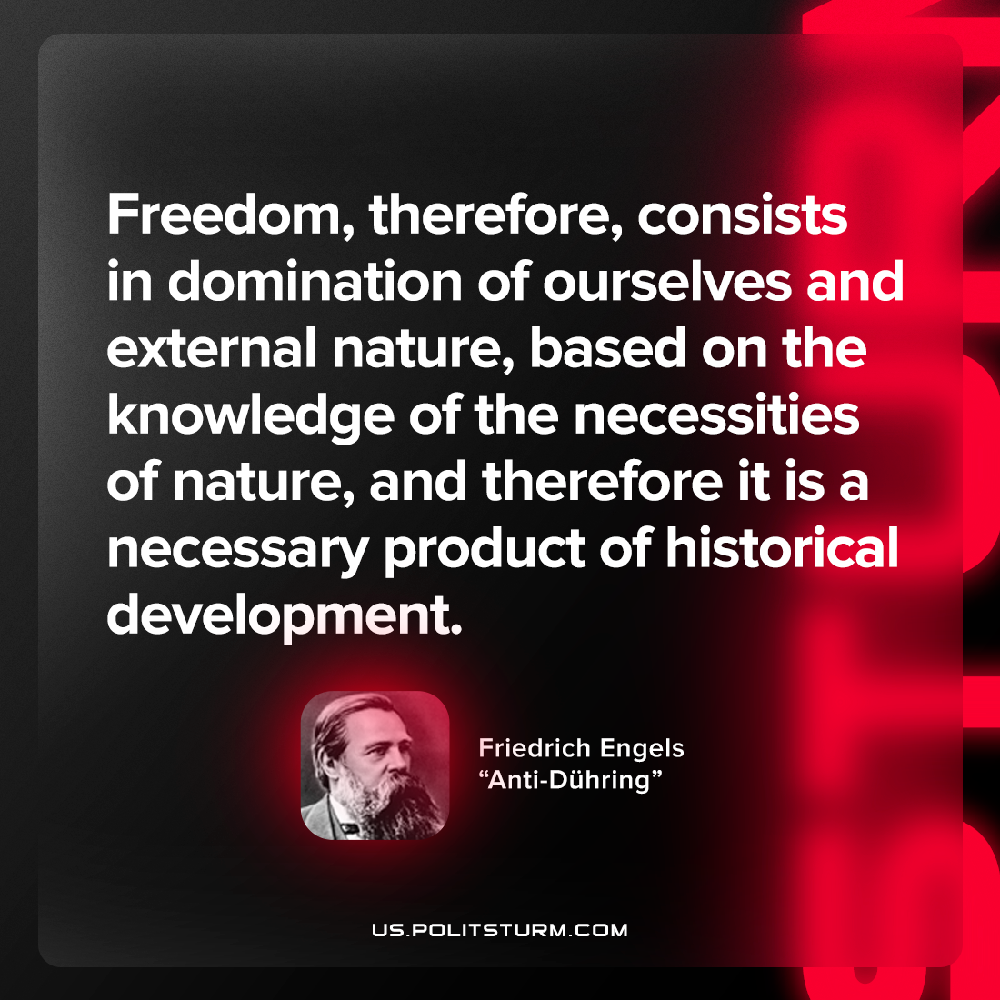 Freedom, therefore, consists
in domination of ourselves and
external nature, based on the
knowledge of the necessities
of nature, and therefore it is a
necessary product of historical
development.
Friedrich Engels
“Anti-Dühring”
US.POLITSTURM.COM